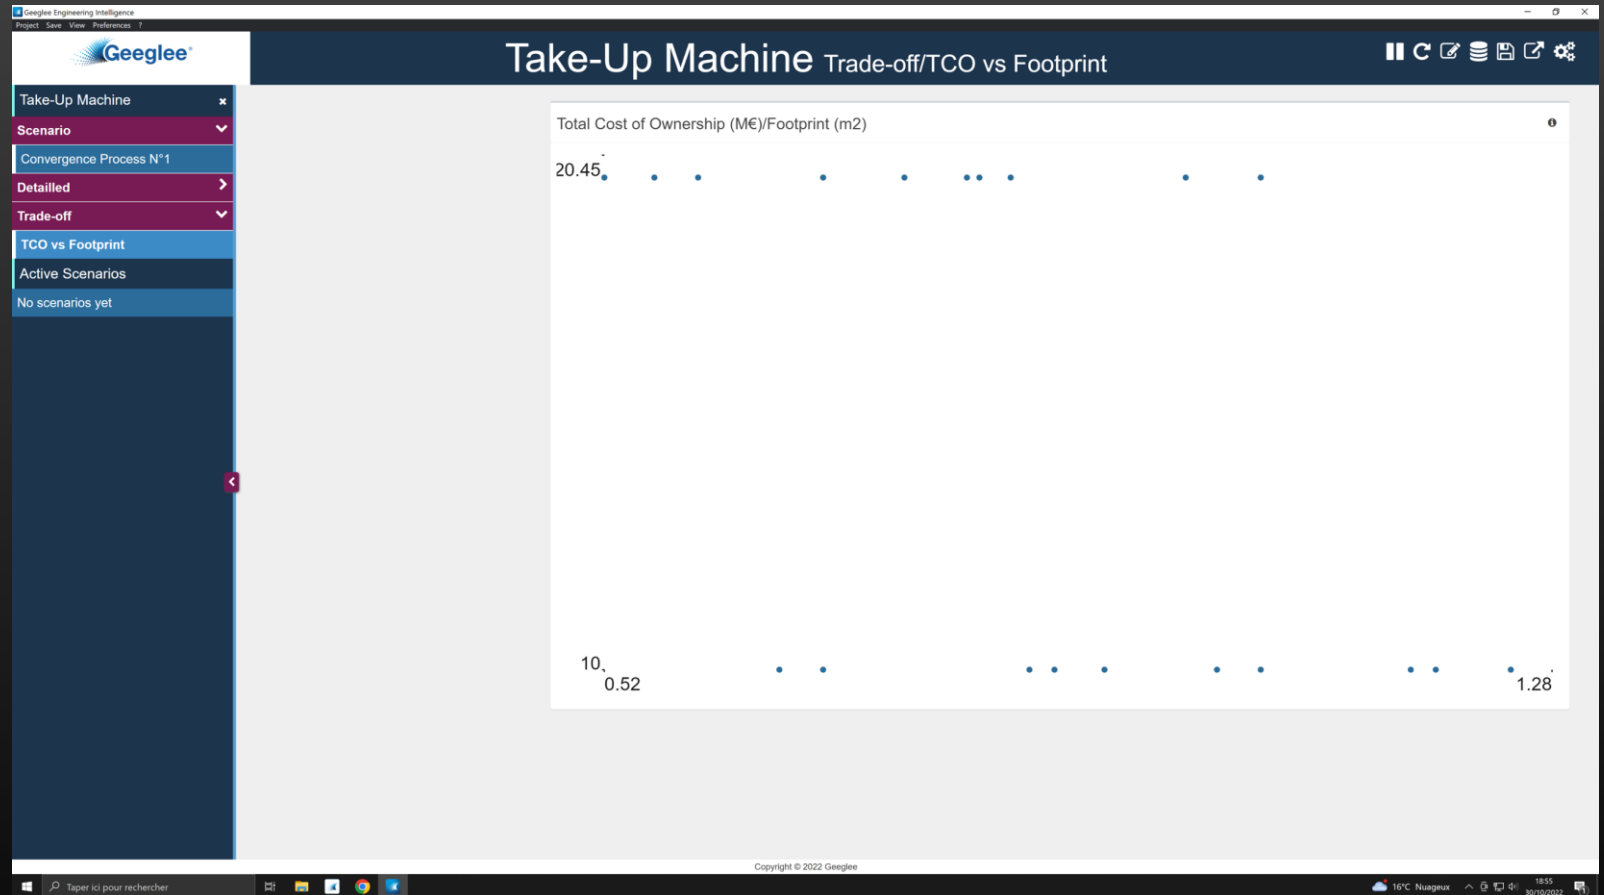 Geeglee Engineering Intelligence
Project Save View Preferences ?
Geeglee®
Take-Up Machine Trade-off/TCO vs Footprint
Take-Up Machine
Scenario
Convergence Process N°1
Detailled
Trade-off
TCO vs Footprint
Active Scenarios
No scenarios yet
Total Cost of Ownership (M€)/Footprint (m2)
20.45
10
0.52
1.28
Copyright © 2022 Geeglee
Taper ici pour rechercher
16°C Nuageux
18:55
30/10/2022